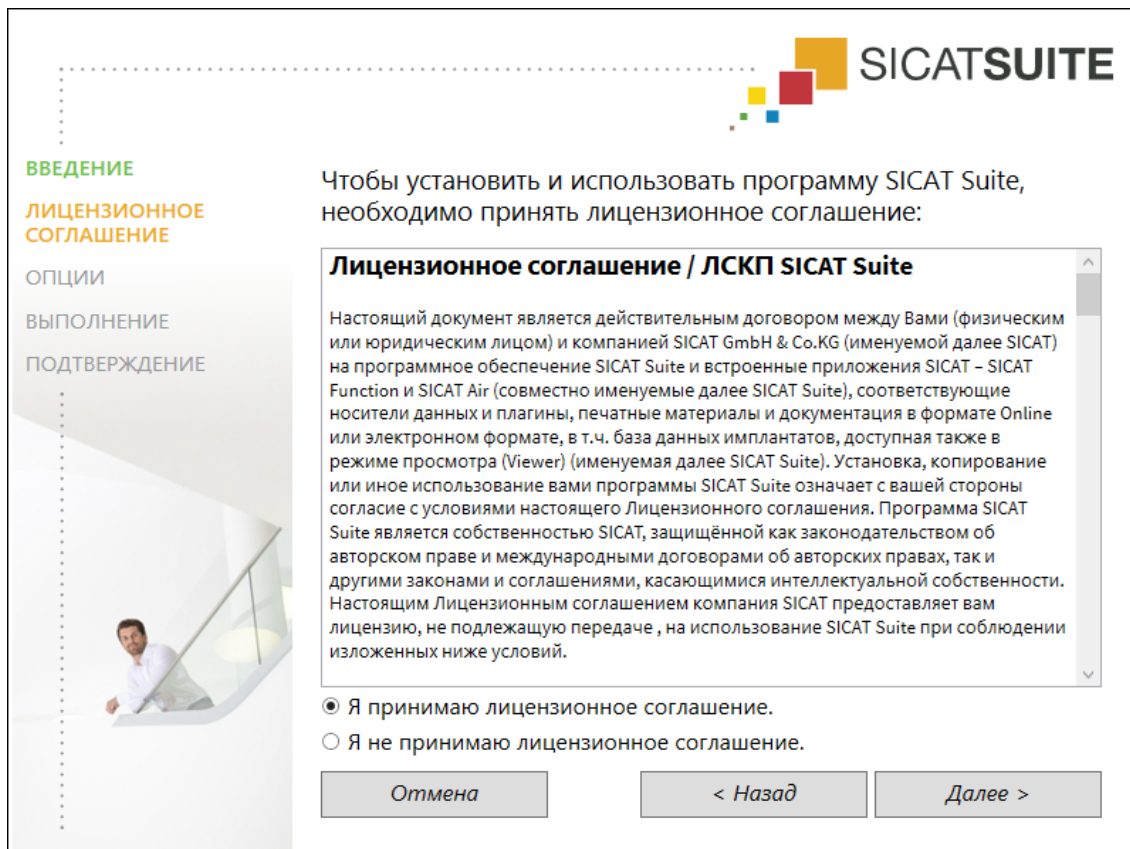 SICATSUITE
ВВЕДЕНИЕ
ЛИЦЕНЗИОННОЕ
СОГЛАШЕНИЕ
ОПЦИИ
ВЫПОЛНЕНИЕ
ПОДТВЕРЖДЕНИЕ
Чтобы установить и использовать программу SICAT Suite,
необходимо принять лицензионное соглашение:
Лицензионное соглашение / ЛСКП SICAT Suite
Настоящий документ является действительным договором между Вами (физическим
или юридическим лицом) и компанией SICAT GmbH & Co.KG (именуемой далее SICAT)
на программное обеспечение SICAT Suite и встроенные приложения SICAT – SICAT
Function и SICAT Air (совместно именуемые далее SICAT Suite), соответствующие
носители данных и плагины, печатные материалы и документация в формате Online
или электронном формате, в т.ч. база данных имплантатов, доступная также в
режиме просмотра (Viewer) (именуемая далее SICAT Suite). Установка, копирование
или иное использование вами программы SICAT Suite означает с вашей стороны
согласие с условиями настоящего Лицензионного соглашения. Программа SICAT
Suite является собственностью SICAT, защищённой как законодательством об
авторском праве и международными договорами об авторских правах, так и
другими законами и соглашениями, касающимися интеллектуальной собственности.
Настоящим Лицензионным соглашением компания SICAT предоставляет вам
лицензию, не подлежащую передаче , на использование SICAT Suite при соблюдении
изложенных ниже условий.
Я принимаю лицензионное соглашение.
Я не принимаю лицензионное соглашение.
Отмена
< Назад
Далее >